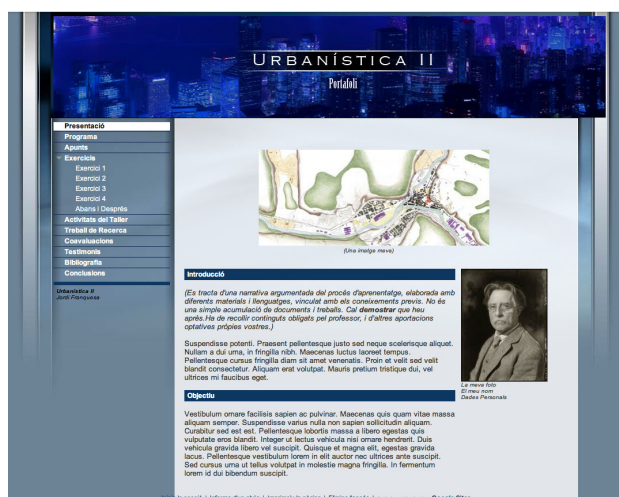 URBANÍSTICA II
Portafoli
Presentació
Programa
Apunts
Exercicis
Exercici 1
Exercici 2
Exercici 3
Exercici 4
Abans i Després
Activitats del Taller
Treball de Recerca
Coavaluacions
Testimonis
Bibliografia
Conclusions
Urbanística II
Jordi Franquesa
(Una imatge meva)
Introducció
(Es tracta d'una narrativa argumentada del procés d'aprenentatge, elaborada amb
diferents materials i llenguatges, vinculat amb els coneixements previs. No és
una simple acumulació de documents i treballs. Cal demostrar que heu
après.Ha de recollir continguts obligats pel professor, i d'altres aportacions
optatives pròpies vostres.)
Suspendisse potenti. Praesent pellentesque justo sed neque scelerisque aliquet.
Nullam a dui urna, in fringilla nibh. Maecenas luctus laoreet tempus.
Pellentesque cursus fringilla diam sit amet venenatis. Proin et velit sed velit
blandit consectetur. Aliquam erat volutpat. Mauris pretium tristique dui, vel
ultrices mi faucibus eget.
La meva foto
El meu nom
Dades Personals
Objectiu
Vestibulum ornare facilisis sapien ac pulvinar. Maecenas quis quam vitae massa
aliquam semper. Suspendisse varius nulla non sapien sollicitudin aliquam.
Curabitur sed est est. Pellentesque lobortis massa a libero egestas quis
vulputate eros blandit. Integer ut lectus vehicula nisi ornare hendrerit. Duis
vehicula gravida libero vel suscipit. Quisque et magna elit, egestas gravida
lacus. Pellentesque vestibulum lorem in elit auctor nec ultrices ante suscipit.
Sed cursus urna ut tellus volutpat in molestie magna fringilla. In fermentum
lorem id dui bibendum suscipit.